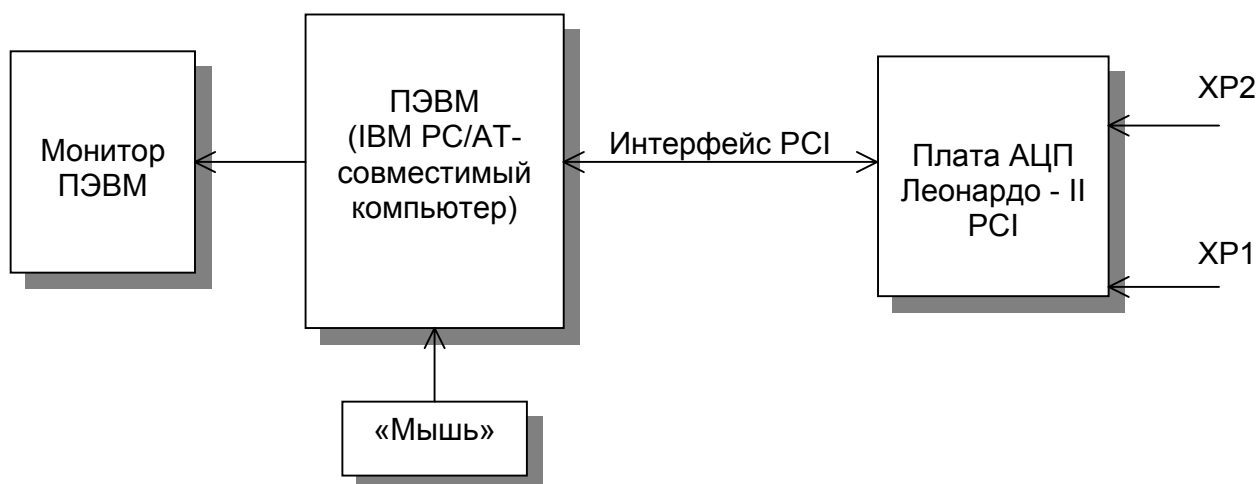 Монитор
ПЭВМ
ПЭВМ
(IBM PC/AT-
совместимый
компьютер)
Интерфейс PCI
Плата АЦП
Леонардо - II
PCI
XP2
XP1
«Мышь»